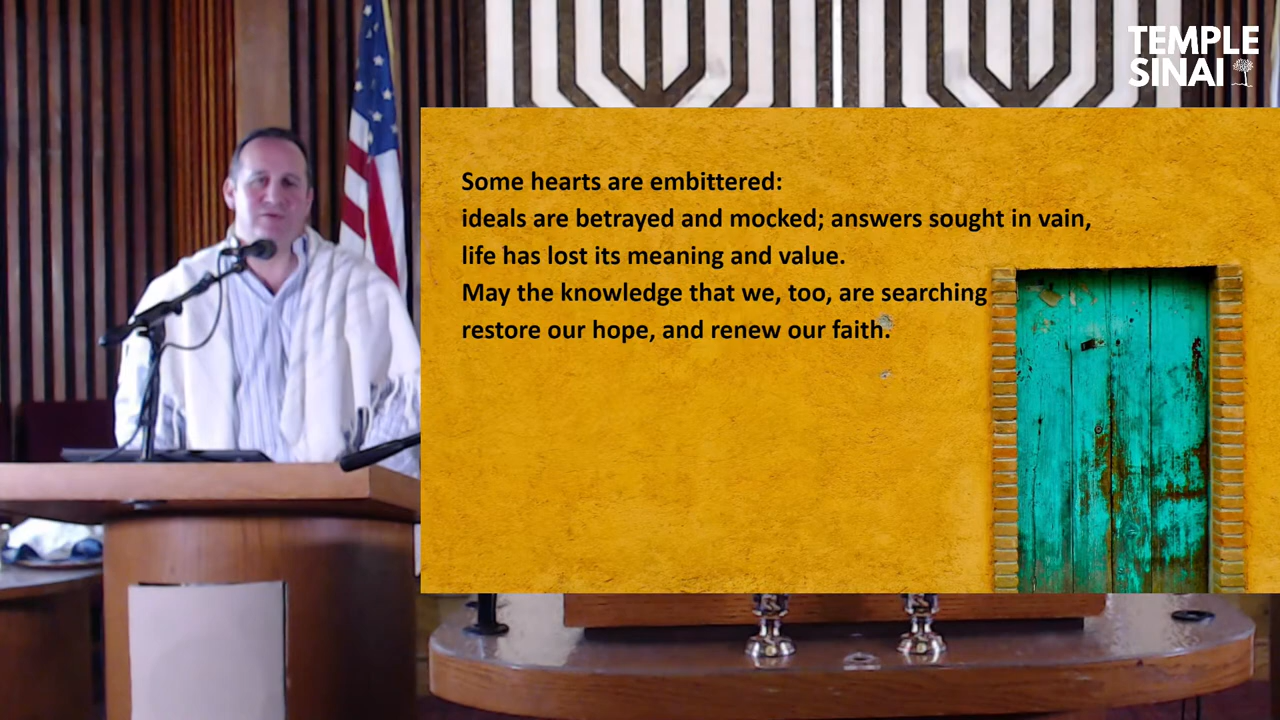 TEMPLE
SINAI
Some hearts are embittered:
ideals are betrayed and mocked; answers sought in vain,
life has lost its meaning and value.
May the knowledge that we, too, are searching
restore our hope, and renew our faith.